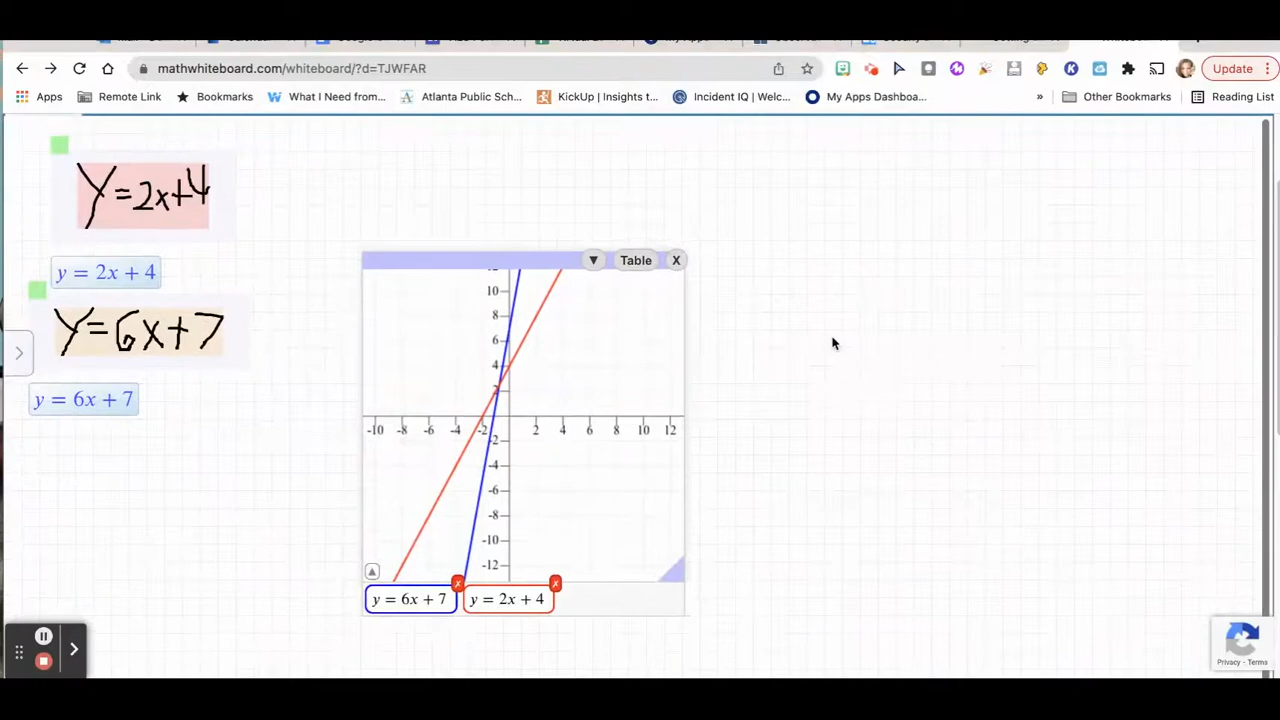 mathwhiteboard.com/whiteboard/?d=TJWFAR
Update
Apps
Remote Link
Bookmarks
What I Need from...
Atlanta Public Sch...
KickUp | Insights t...
Incident IQ | Welc...
My Apps Dashboa...
»
Other Bookmarks
Reading List
Y=2x+4
y = 2x + 4
Y=6x+7
y = 6x + 7
Table
X
10
8
6
4
2
-10 -8 -6 -4 -2 2 4 6 8 10 12
-2
-4
-6
-8
-10
-12
y = 6x + 7
y = 2x + 4
Privacy - Terms